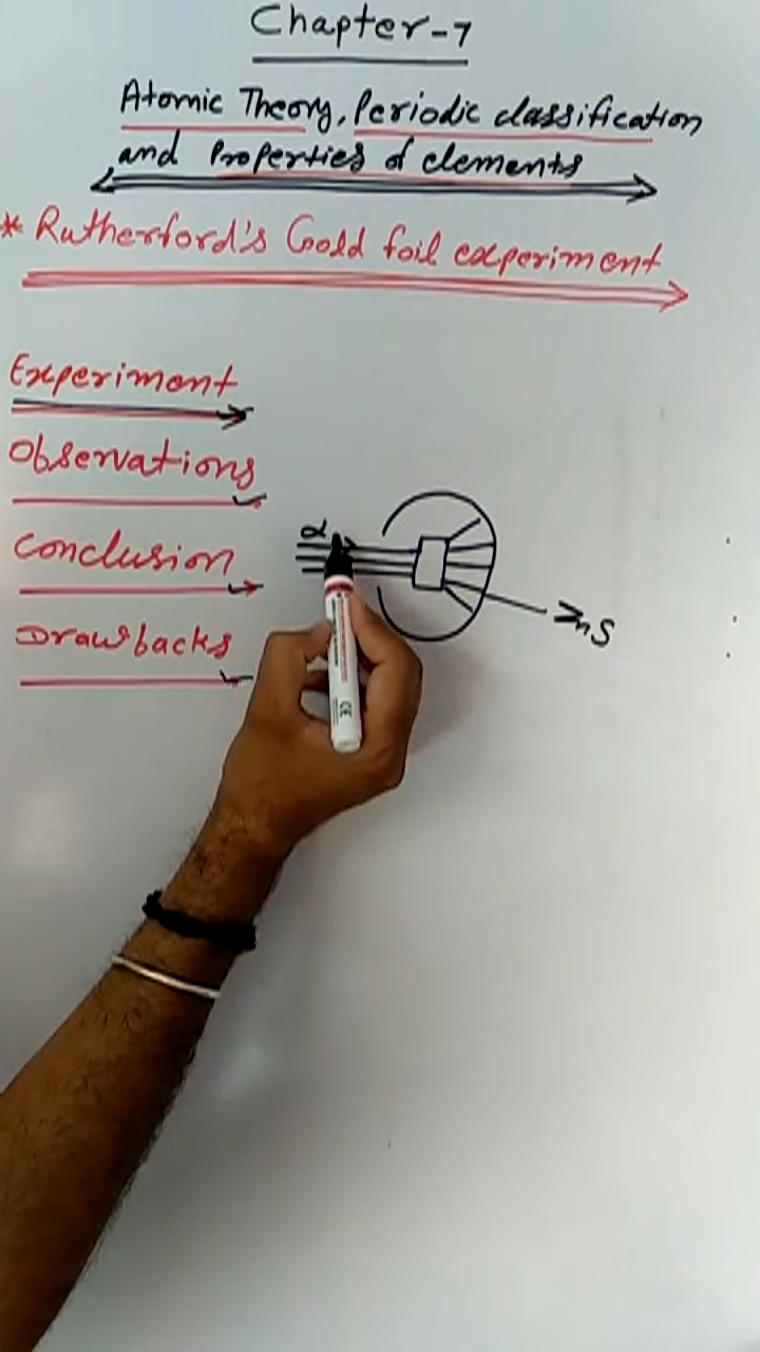 Chapter-7
Atomic Theory, Periodic classification
and Properties of elements
* Rutherford's Gold foil experiment
Experiment
Observations
Conclusion
Drawbacks
α
ZnS
CE